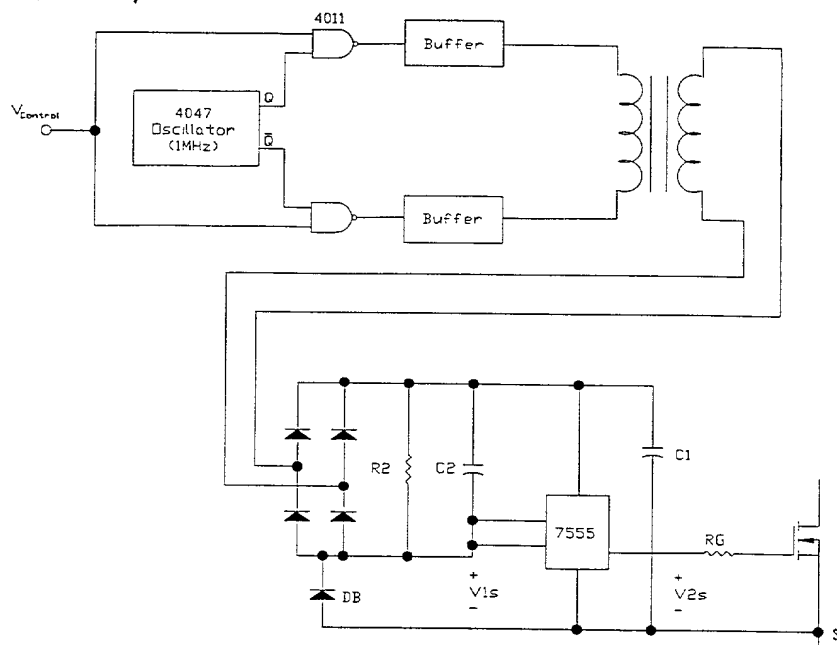 4011
Buffer
VControl
4047
Oscillator
(1MHz)
Q
Q̅
Buffer
R2
C2
C1
7555
RG
DB
+
V1s
-
+
V2s
-
S